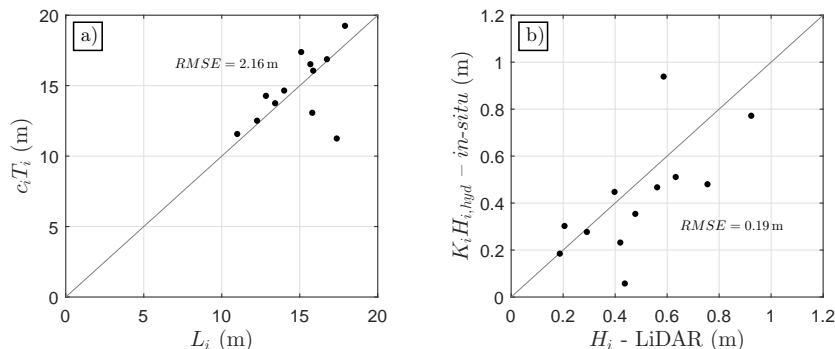 a)
RMSE = 2.16 m
20
15
10
5
0
0 5 10 15 20
c_iT_i (m)
L_i (m)
b)
RMSE = 0.19 m
1.2
1
0.8
0.6
0.4
0.2
0
0 0.2 0.4 0.6 0.8 1 1.2
K_iH_{i,hyd} – in-situ (m)
H_i - LiDAR (m)